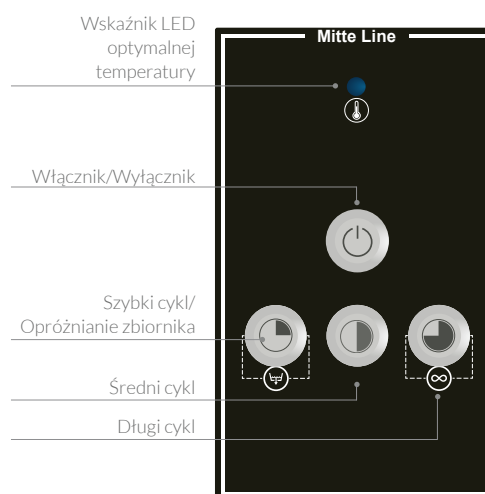 Wskaźnik LED
optymalnej
temperatury
Mitte Line
Włącznik/Wyłącznik
Szybki cykl/
Opróżnianie zbiornika
Średni cykl
Długi cykl